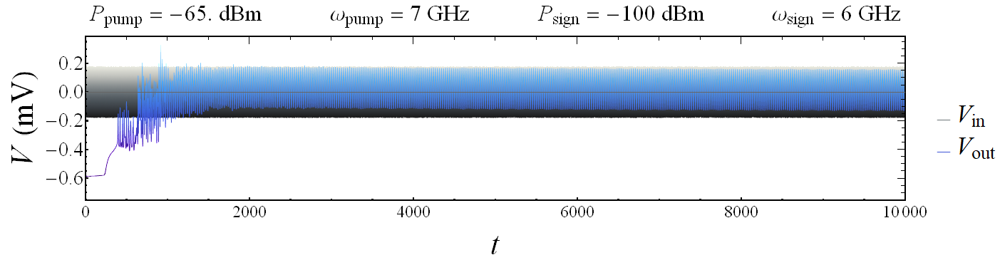 P_pump = −65. dBm ω_pump = 7 GHz P_sign = −100 dBm ω_sign = 6 GHz
V (mV)
0.2
0.0
−0.2
−0.4
−0.6
0 2000 4000 6000 8000 10 000
t
V_in
V_out